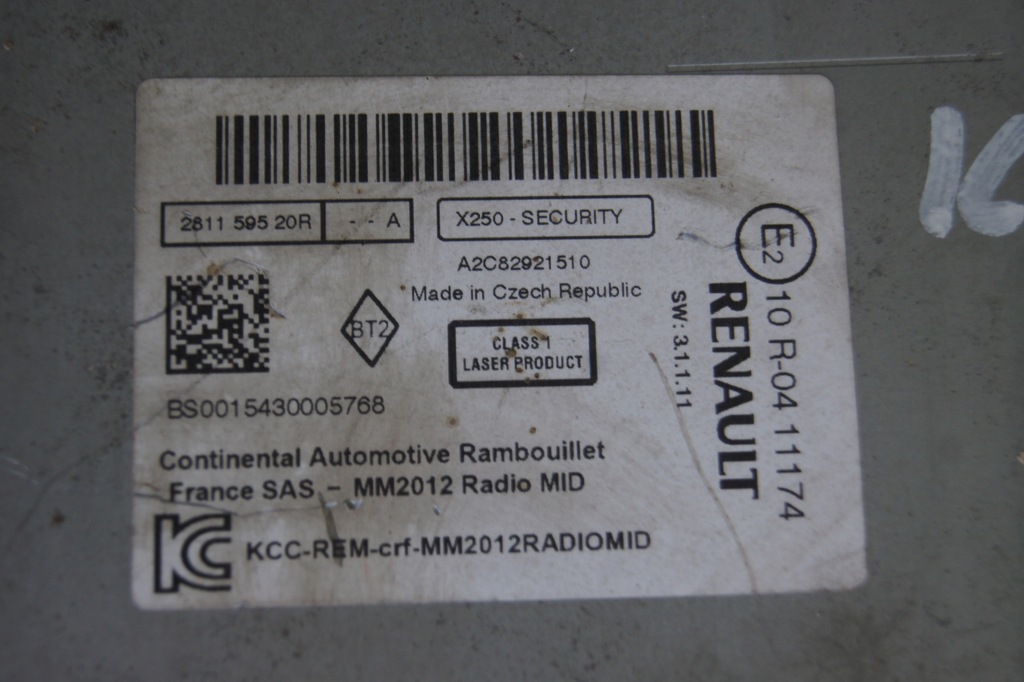 2811 595 20R - - A
X250 - SECURITY
A2C82921510
Made in Czech Republic
BT2
CLASS 1
LASER PRODUCT
BS0015430005768
Continental Automotive Rambouillet
France SAS - MM2012 Radio MID
KC KCC-REM-crf-MM2012RADIOMID
SW: 3.1.1.11
RENAULT
E2 10 R-04 11174